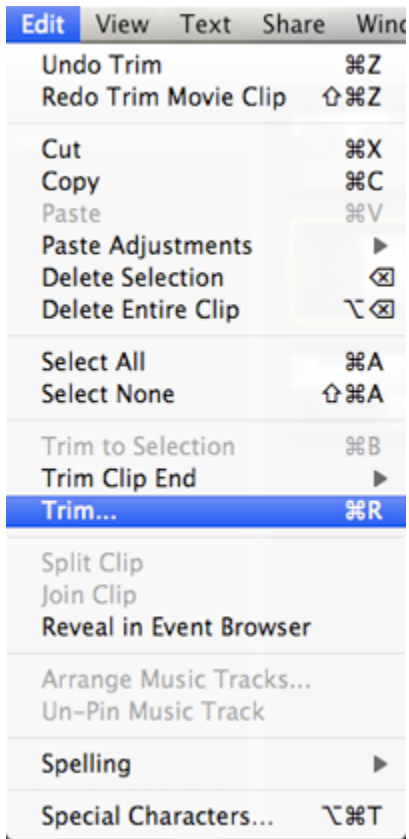 Edit View Text Share Wind
Undo Trim ⌘Z
Redo Trim Movie Clip ⇧⌘Z
Cut ⌘X
Copy ⌘C
Paste ⌘V
Paste Adjustments ▶
Delete Selection ⌫
Delete Entire Clip ⌥⌫
Select All ⌘A
Select None ⇧⌘A
Trim to Selection ⌘B
Trim Clip End ▶
Trim... ⌘R
Split Clip
Join Clip
Reveal in Event Browser
Arrange Music Tracks...
Un-Pin Music Track
Spelling ▶
Special Characters... ⌥⌘T